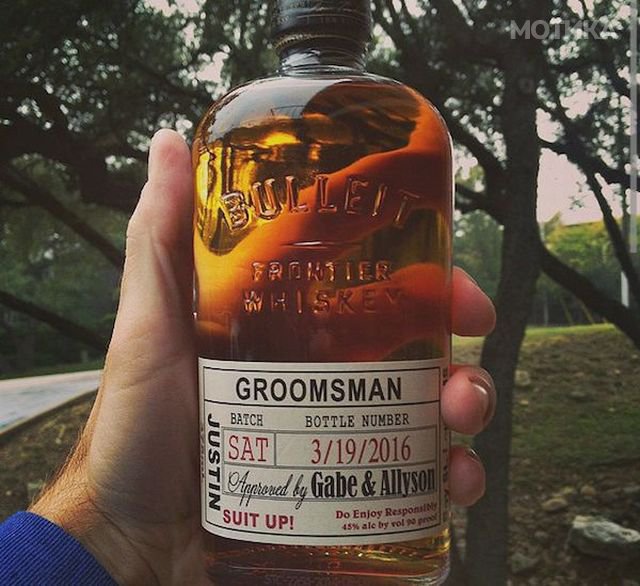 МОТИКА
BULLEIT
FRONTIER
WHISKEY
GROOMSMAN
BATCH BOTTLE NUMBER
SAT 3/19/2016
JUSTIN
Approved by Gabe & Allyson
SUIT UP!
Do Enjoy Responsibly
45% alc by vol 90 proof